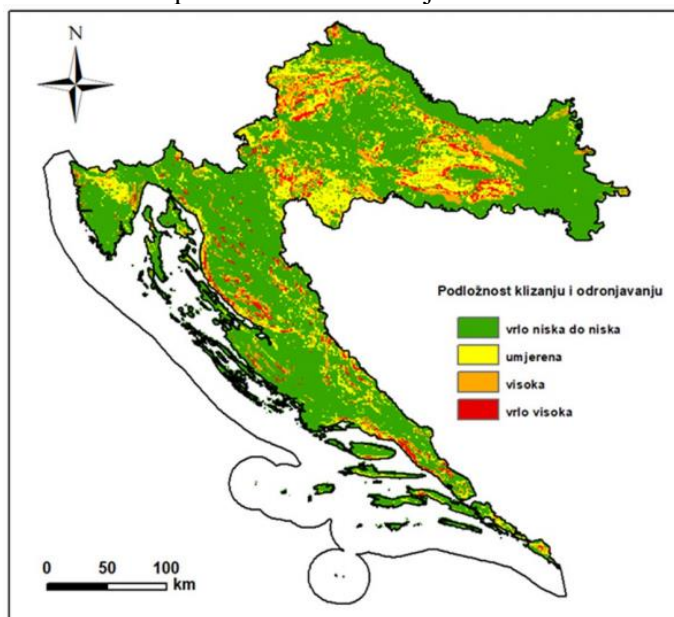 N
Podložnost klizanju i odronjavanju
vrlo niska do niska
umjerena
visoka
vrlo visoka
0 50 100
km